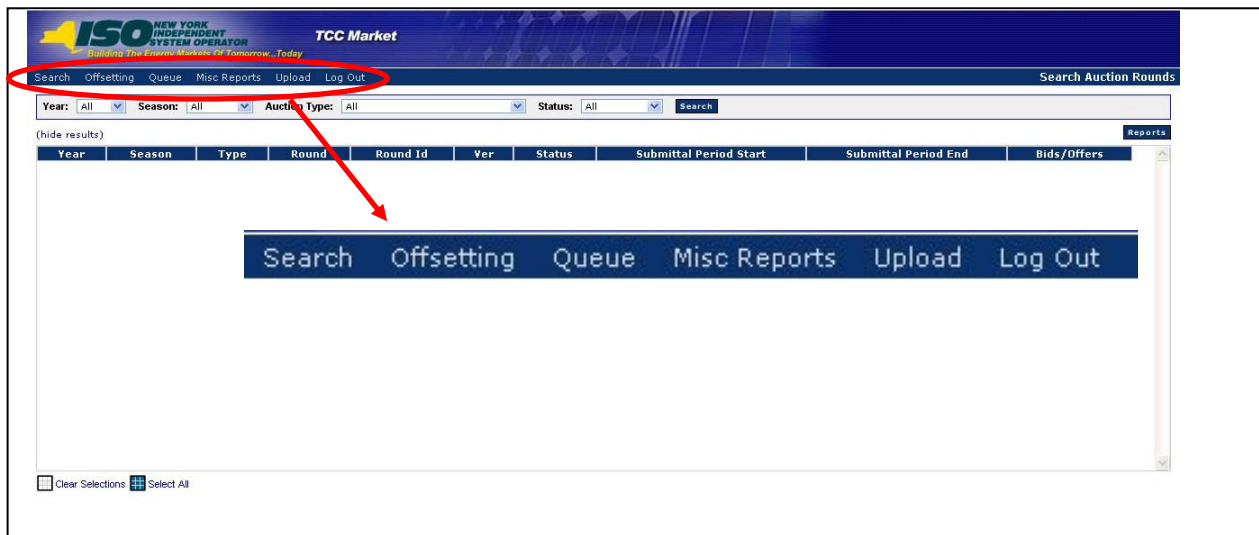 ISO NEW YORK INDEPENDENT SYSTEM OPERATOR
Building The Energy Markets Of Tomorrow...Today
TCC Market
Search Offsetting Queue Misc Reports Upload Log Out
Search Auction Rounds
Year: All Season: All Auction Type: All Status: All Search
(hide results)
Reports
Year Season Type Round Round Id Ver Status Submittal Period Start Submittal Period End Bids/Offers
Search Offsetting Queue Misc Reports Upload Log Out
Clear Selections Select All